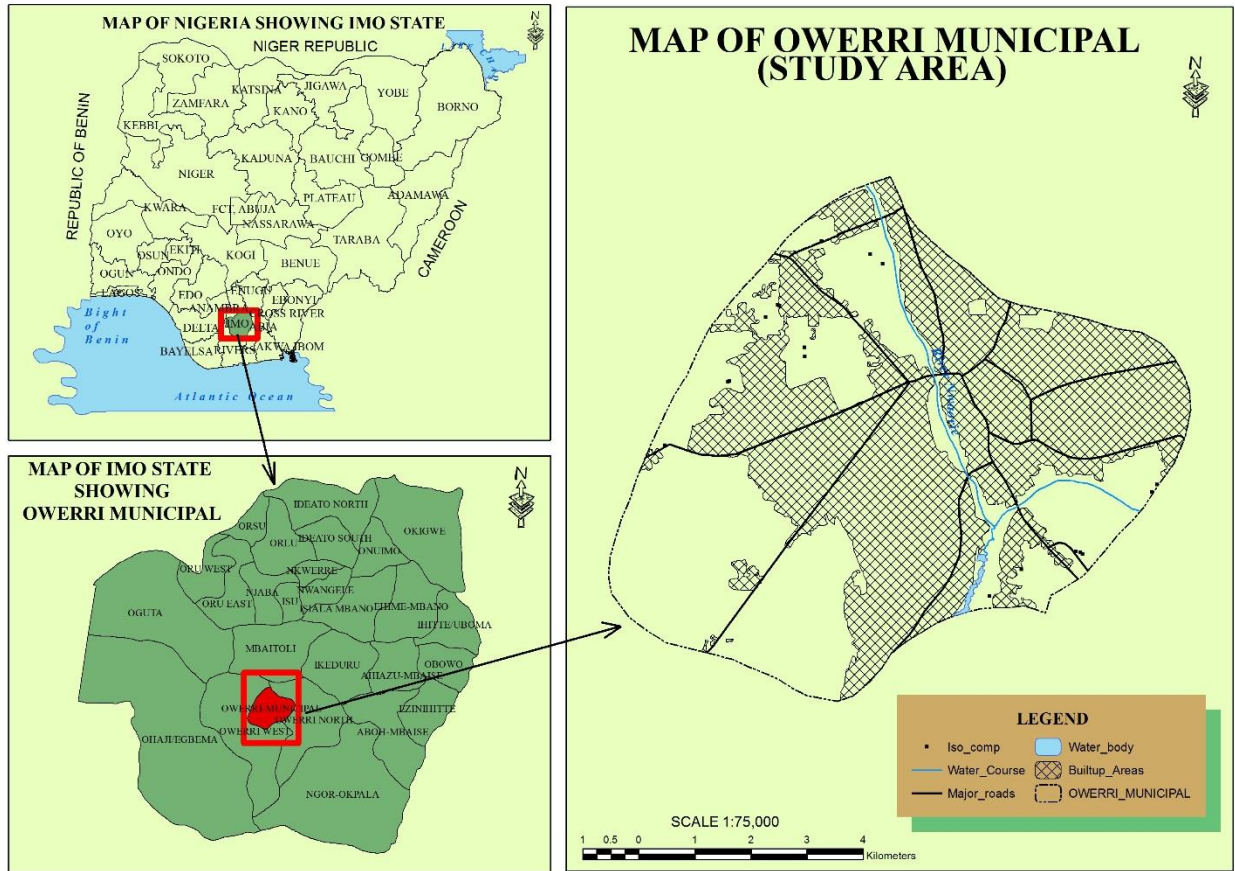 MAP OF NIGERIA SHOWING IMO STATE
N
NIGER REPUBLIC
REPUBLIC OF BENIN
CAMEROON
SOKOTO
KATSINA
JIGAWA
ZAMFARA
KANO
YOBE
BORNO
KEBBI
KADUNA
BAUCHI
GOMBE
NIGER
PLATEAU
ADAMAWA
KWARA
FCT, ABUJA
NASSARAWA
OYO
TARABA
OSUN
EKITI
KOGI
BENUE
OGUN
ONDO
LAGOS
EDO
ENUGU
EBONYI
ANAMBRA
CROSS RIVER
DELTA
IMO
ABIA
BAYELSA
RIVERS
AKWA IBOM
Bight
of
Benin
Atlantic Ocean
MAP OF IMO STATE
SHOWING
OWERRI MUNICIPAL
N
IDEATO NORTH
ORSU
ORLU
IDEATO SOUTH
OKIGWE
ONUIMO
ORU WEST
NKWERRE
NJABA
NWANGELE
ORU EAST
ISU
ISIALA MBANO
EHIME-MBANO
OGUTA
IHITTE/UBOMA
MBAITOLI
IKEDURU
OBOWO
AHIAZU-MBAISE
OWERRI MUNICIPAL
EZINIHITTE
OWERRI NORTH
OWERRI WEST
ABOH-MBAISE
OHAJI/EGBEMA
NGOR-OKPALA
MAP OF OWERRI MUNICIPAL
(STUDY AREA)
N
LEGEND
Iso_comp
Water_body
Water_Course
Builtup_Areas
Major_roads
OWERRI_MUNICIPAL
SCALE 1:75,000
1 0.5 0 1 2 3 4
Kilometers